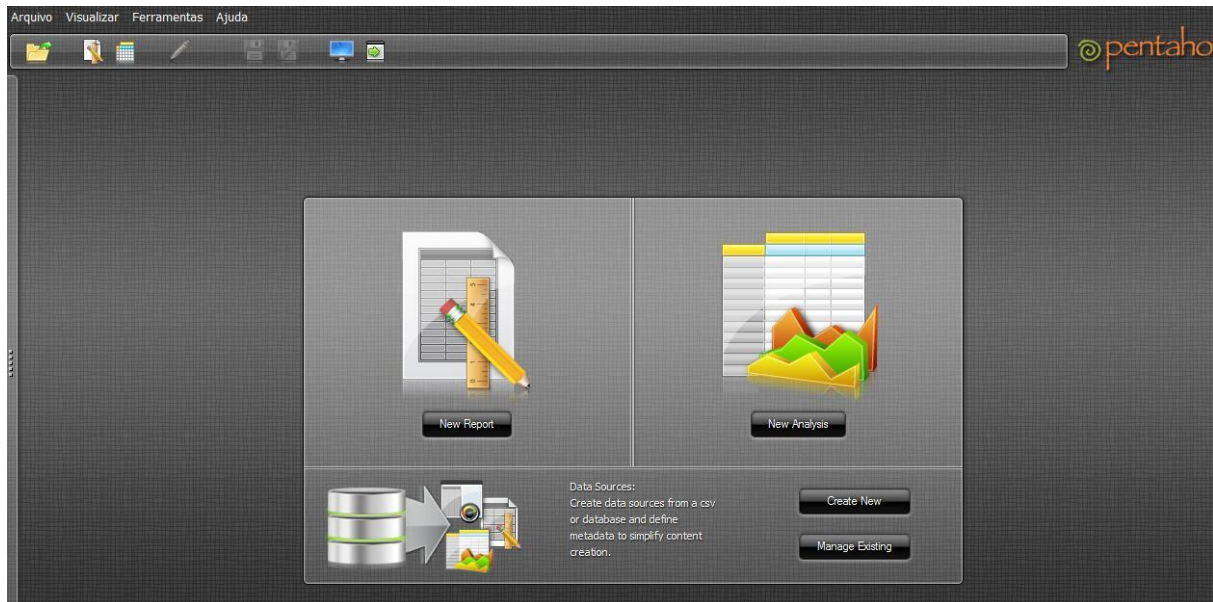 Arquivo Visualizar Ferramentas Ajuda
pentaho
New Report
New Analysis
Data Sources:
Create data sources from a csv
or database and define
metadata to simplify content
creation.
Create New
Manage Existing